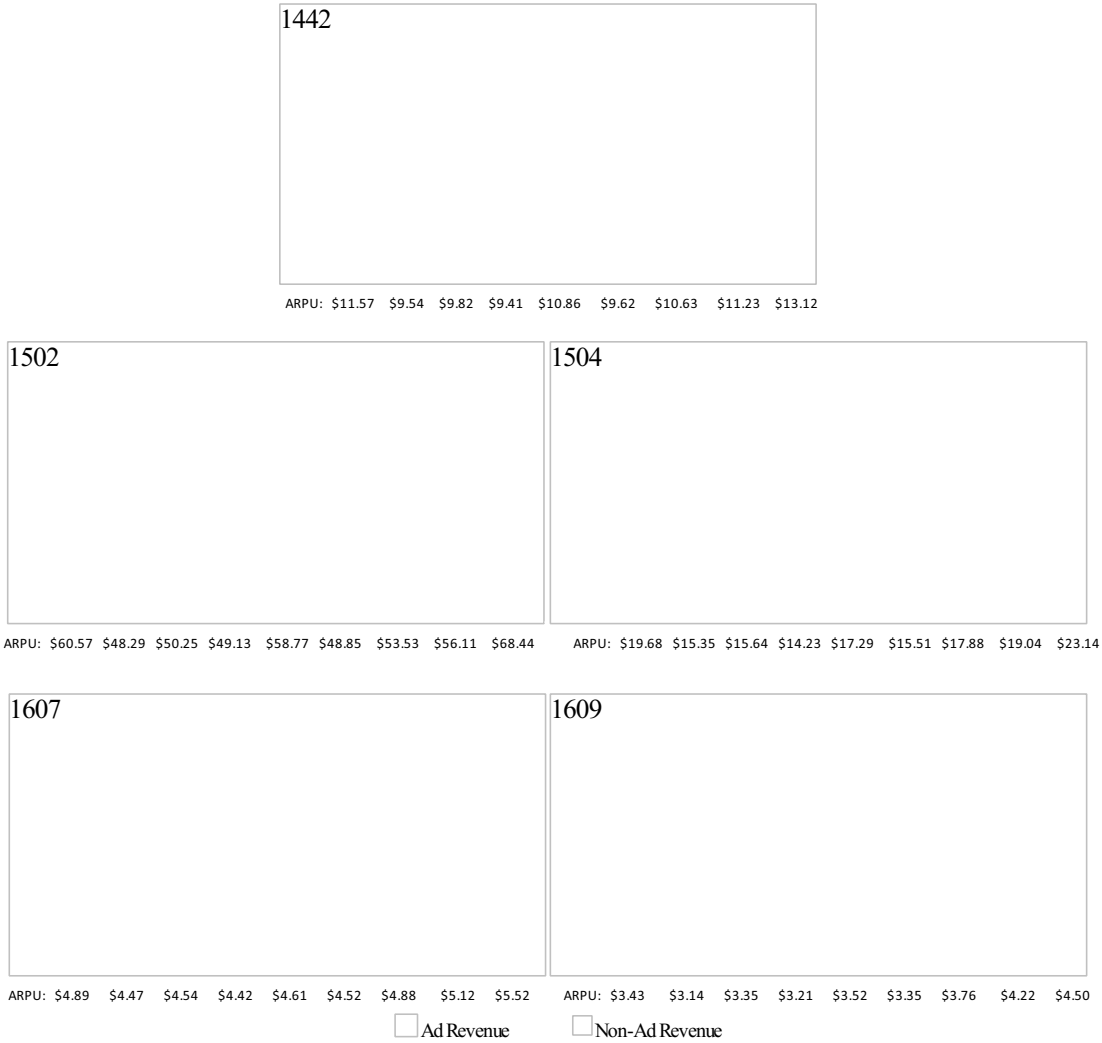 1442
ARPU: $11.57 $9.54 $9.82 $9.41 $10.86 $9.62 $10.63 $11.23 $13.12
1502
ARPU: $60.57 $48.29 $50.25 $49.13 $58.77 $48.85 $53.53 $56.11 $68.44
1504
ARPU: $19.68 $15.35 $15.64 $14.23 $17.29 $15.51 $17.88 $19.04 $23.14
1607
ARPU: $4.89 $4.47 $4.54 $4.42 $4.61 $4.52 $4.88 $5.12 $5.52
1609
ARPU: $3.43 $3.14 $3.35 $3.21 $3.52 $3.35 $3.76 $4.22 $4.50
Ad Revenue
Non-Ad Revenue